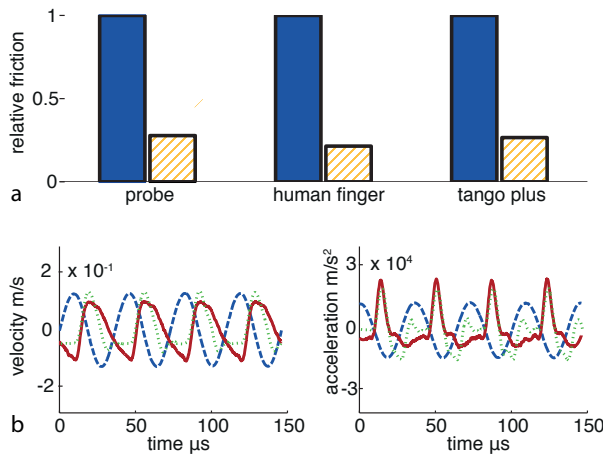 relative friction
1
0.5
0
probe human finger tango plus
a
velocity m/s
x 10⁻¹
2
0
-2
0 50 100 150
time µs
acceleration m/s²
x 10⁴
3
0
-3
0 50 100 150
time µs
b